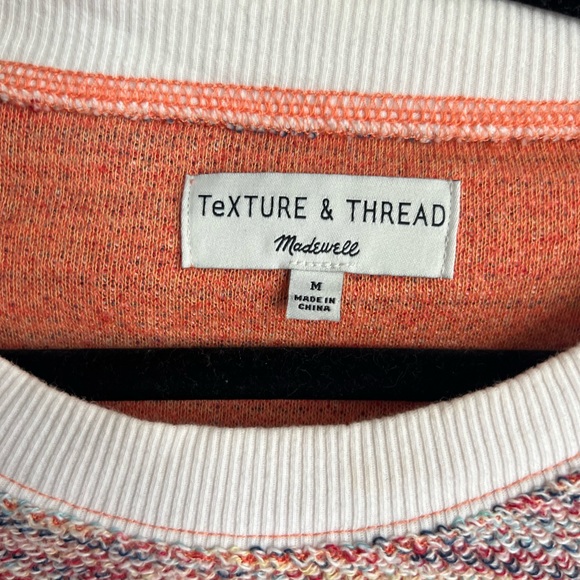 TeXTURE & THREAD
Madewell
M
MADE IN
CHINA